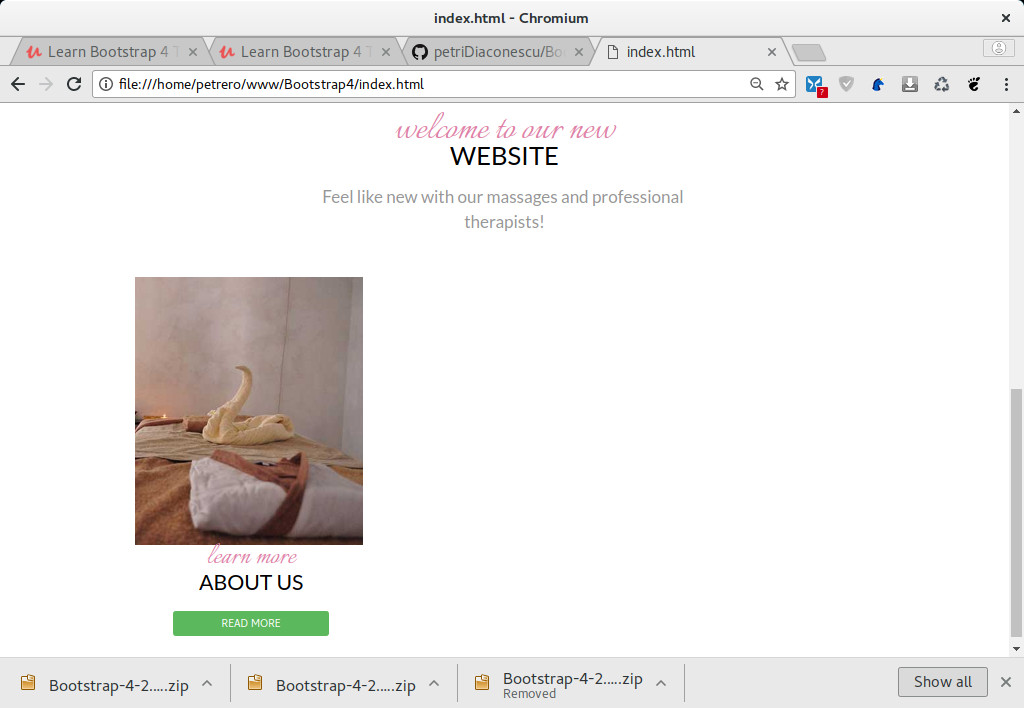 index.html - Chromium
Learn Bootstrap 4 T
Learn Bootstrap 4 T
petriDiaconescu/Bo
index.html
file:///home/petrero/www/Bootstrap4/index.html
?
welcome to our new
WEBSITE
Feel like new with our massages and professional
therapists!
learn more
ABOUT US
READ MORE
Bootstrap-4-2.....zip
Bootstrap-4-2.....zip
Bootstrap-4-2.....zip
Removed
Show all